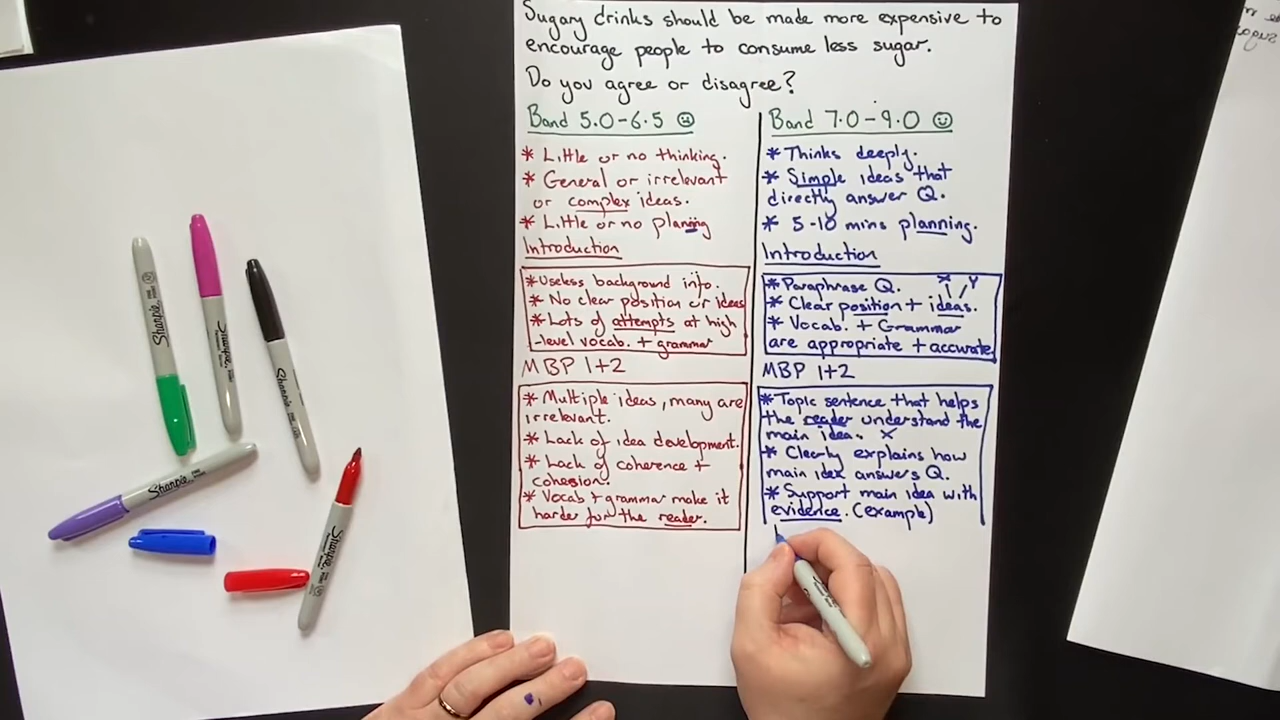 Sugary drinks should be made more expensive to
encourage people to consume less sugar.
Do you agree or disagree?
Band 5.0-6.5
* Little or no thinking.
* General or irrelevant
or complex ideas.
* Little or no planing
Introduction
*Useless background info.
* No clear position or ideas
*Lots of attempts at high
-level vocab. + grammar
MBP 1+2
* Multiple ideas, many are
irrelevant.
* Lack of idea development.
* Lack of coherence +
cohesion.
* Vocab + grammar make it
harder for the reader.
Band 7.0-9.0
* Thinks deeply.
* Simple ideas that
directly answer Q.
* 5-10 mins planning.
Introduction
* Paraphrase Q. X Y
* Clear position + ideas.
* Vocab. + Grammar
are appropriate + accurate
MBP 1+2
* Topic sentence that helps
the reader understand the
main idea. X
* Clearly explains how
main idea answers Q.
* Support main idea with
evidence. (example)
Sharpie
Sharpie
Sharpie
Sharpie
Sharpie